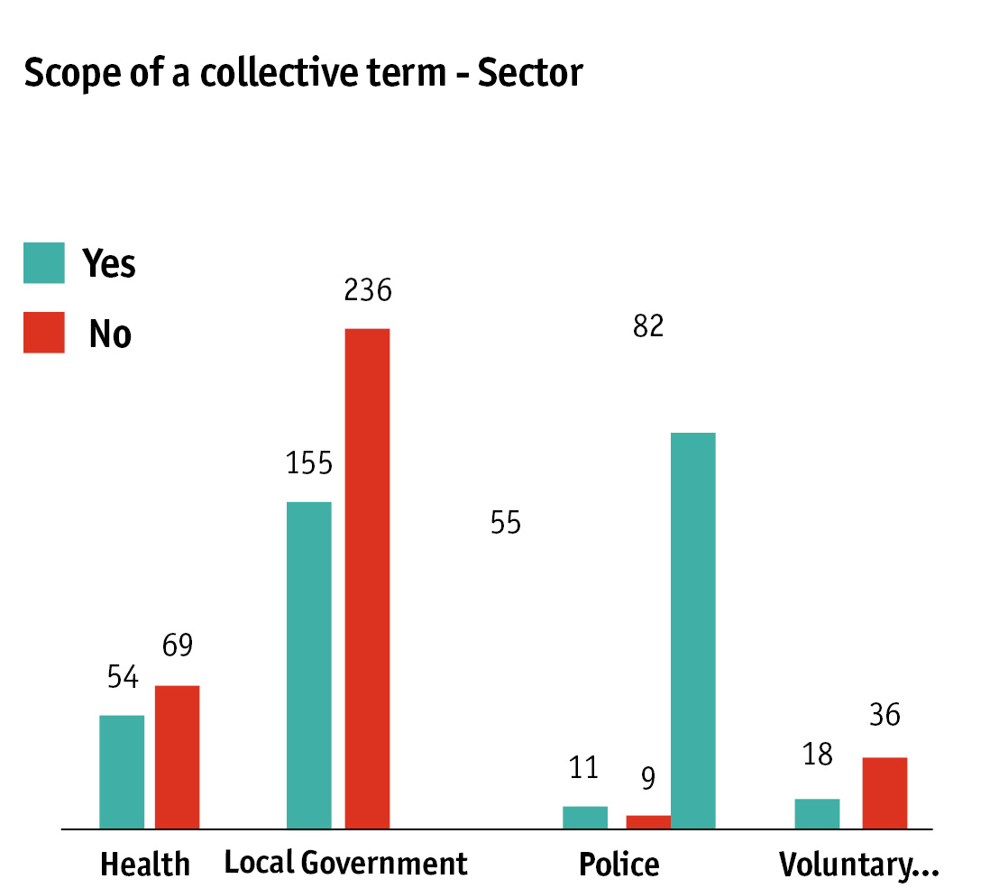 Scope of a collective term - Sector
Yes
No
236
82
155
55
69
54
36
18
11
9
Health
Local Government
Police
Voluntary...